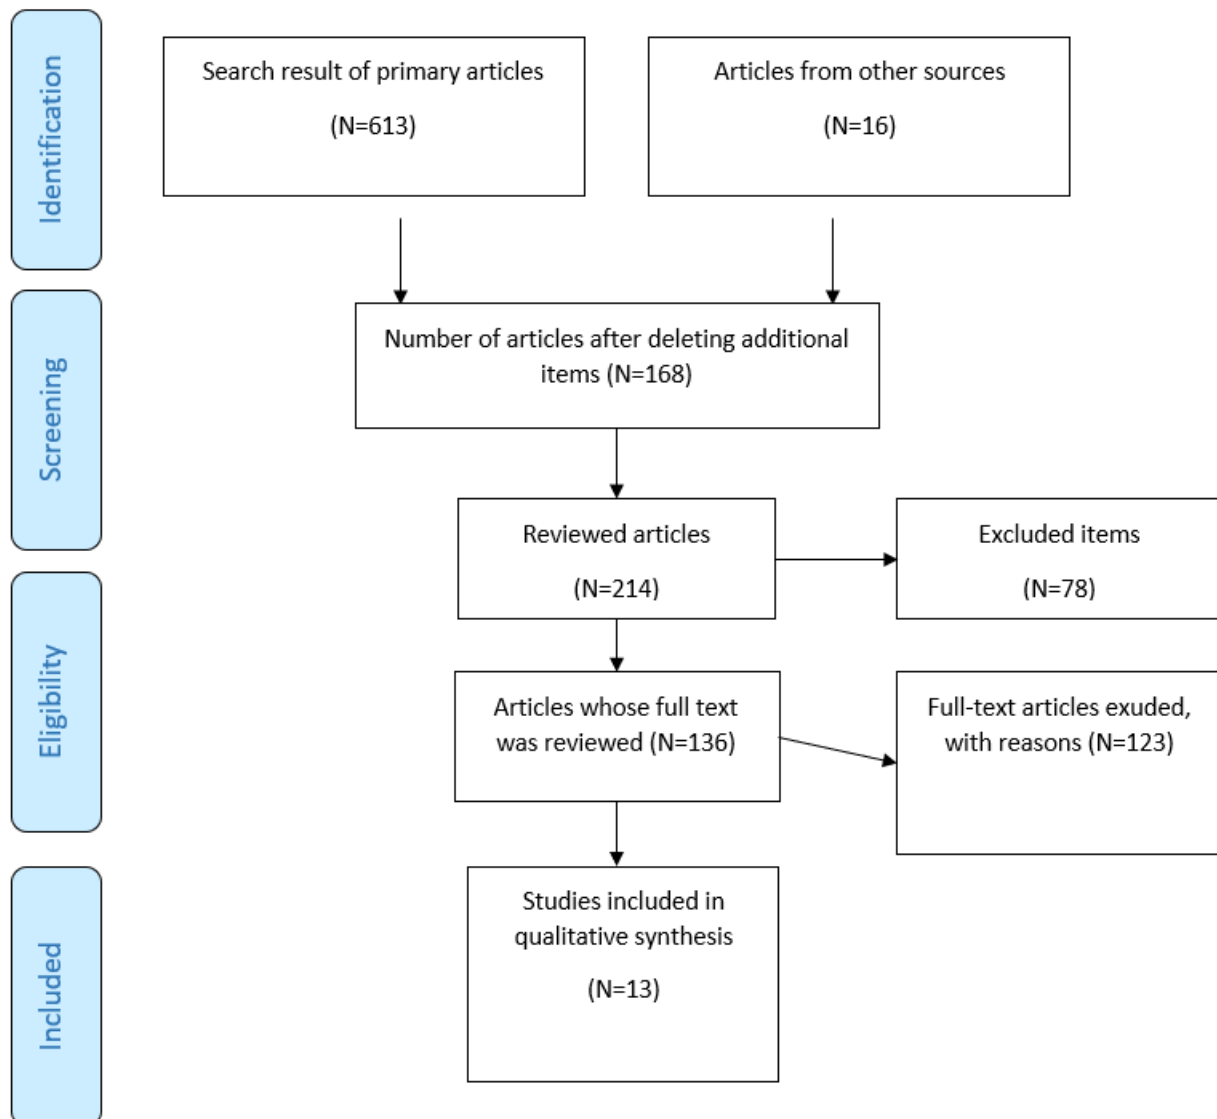 Identification
Search result of primary articles
(N=613)
Articles from other sources
(N=16)
Screening
Number of articles after deleting additional
items (N=168)
Reviewed articles
(N=214)
Excluded items
(N=78)
Eligibility
Articles whose full text
was reviewed (N=136)
Full-text articles exuded,
with reasons (N=123)
Included
Studies included in
qualitative synthesis
(N=13)